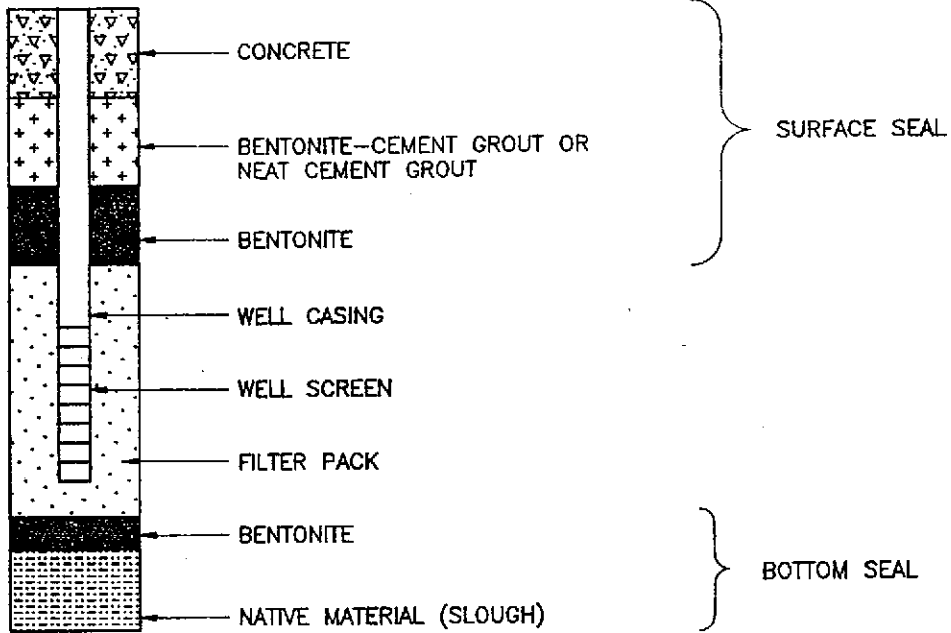 CONCRETE
BENTONITE-CEMENT GROUT OR
NEAT CEMENT GROUT
SURFACE SEAL
BENTONITE
WELL CASING
WELL SCREEN
FILTER PACK
BENTONITE
BOTTOM SEAL
NATIVE MATERIAL (SLOUGH)